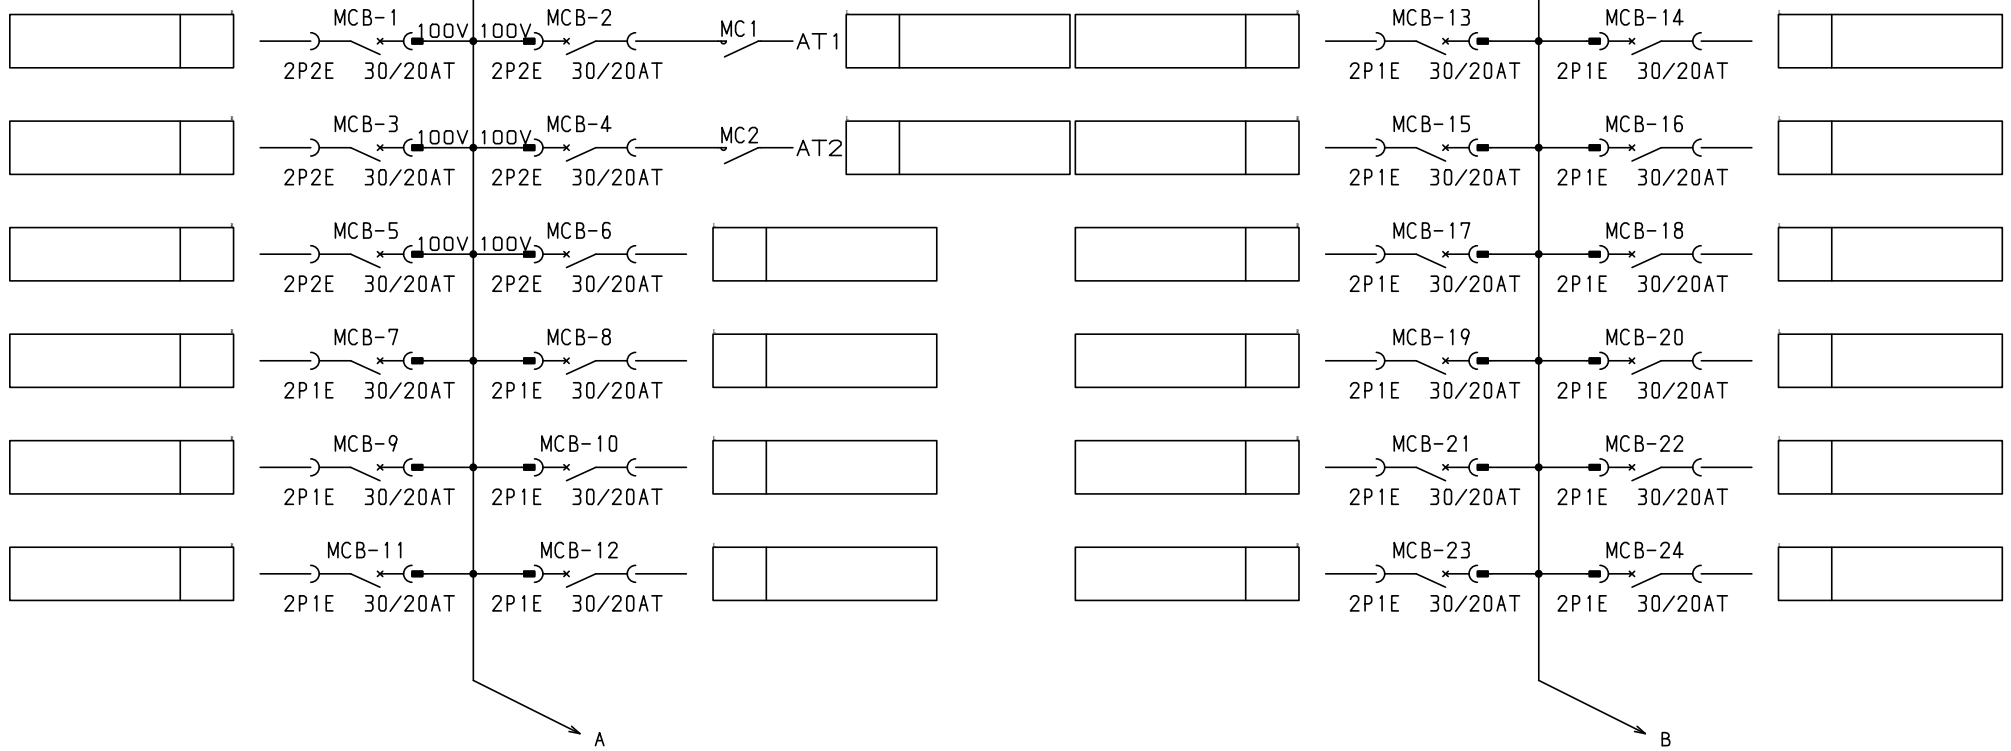 MCB-1 100V 100V MCB-2 MC1 AT1 MCB-13 MCB-14
2P2E 30/20AT 2P2E 30/20AT 2P1E 30/20AT 2P1E 30/20AT
MCB-3 100V 100V MCB-4 MC2 AT2 MCB-15 MCB-16
2P2E 30/20AT 2P2E 30/20AT 2P1E 30/20AT 2P1E 30/20AT
MCB-5 100V 100V MCB-6 MCB-17 MCB-18
2P2E 30/20AT 2P2E 30/20AT 2P1E 30/20AT 2P1E 30/20AT
MCB-7 MCB-8 MCB-19 MCB-20
2P1E 30/20AT 2P1E 30/20AT 2P1E 30/20AT 2P1E 30/20AT
MCB-9 MCB-10 MCB-21 MCB-22
2P1E 30/20AT 2P1E 30/20AT 2P1E 30/20AT 2P1E 30/20AT
MCB-11 MCB-12 MCB-23 MCB-24
2P1E 30/20AT 2P1E 30/20AT 2P1E 30/20AT 2P1E 30/20AT
A B